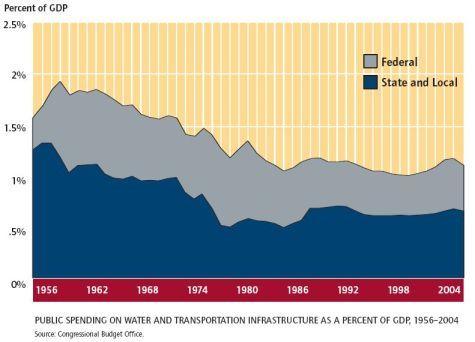 Percent of GDP
2.5%
2%
1.5%
1%
.5%
0%
Federal
State and Local
1956 1962 1968 1974 1980 1986 1992 1998 2004
PUBLIC SPENDING ON WATER AND TRANSPORTATION INFRASTRUCTURE AS A PERCENT OF GDP, 1956–2004
Source: Congressional Budget Office.